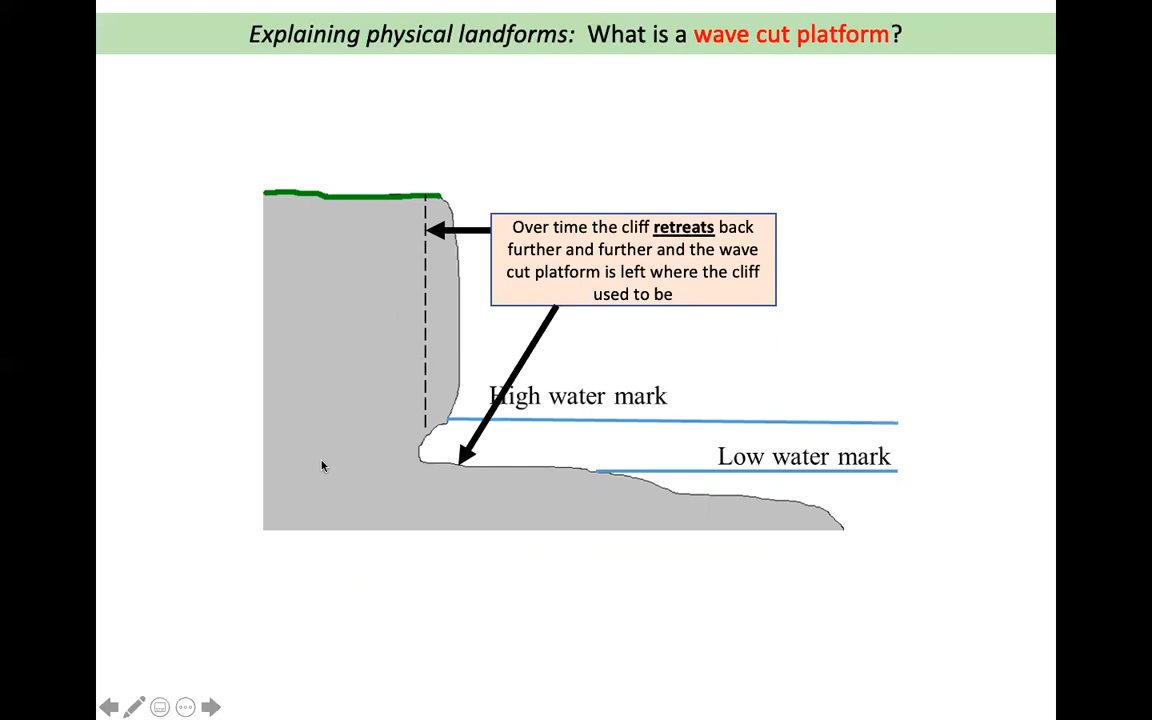 Explaining physical landforms: What is a wave cut platform?
Over time the cliff retreats back
further and further and the wave
cut platform is left where the cliff
used to be
High water mark
Low water mark